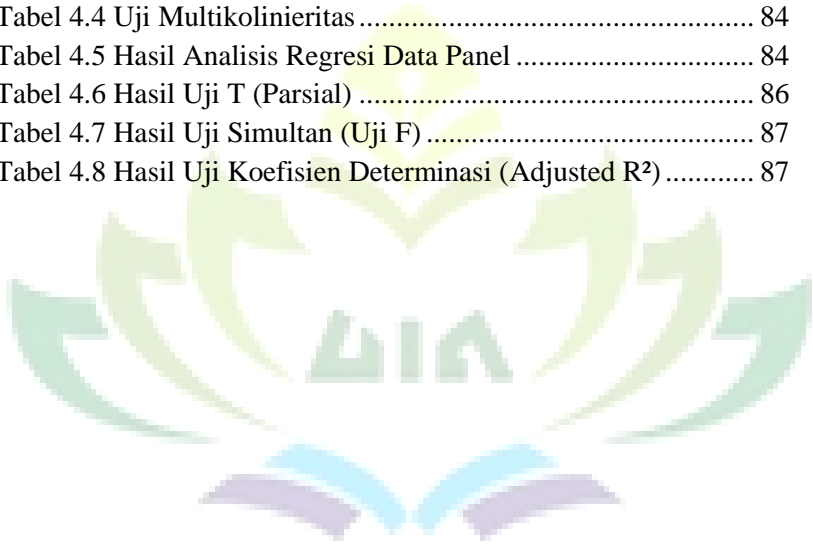 Tabel 4.4 Uji Multikolinieritas ................................................... 84
Tabel 4.5 Hasil Analisis Regresi Data Panel ............................... 84
Tabel 4.6 Hasil Uji T (Parsial) .................................................... 86
Tabel 4.7 Hasil Uji Simultan (Uji F) ........................................... 87
Tabel 4.8 Hasil Uji Koefisien Determinasi (Adjusted R²) ............ 87
UIN